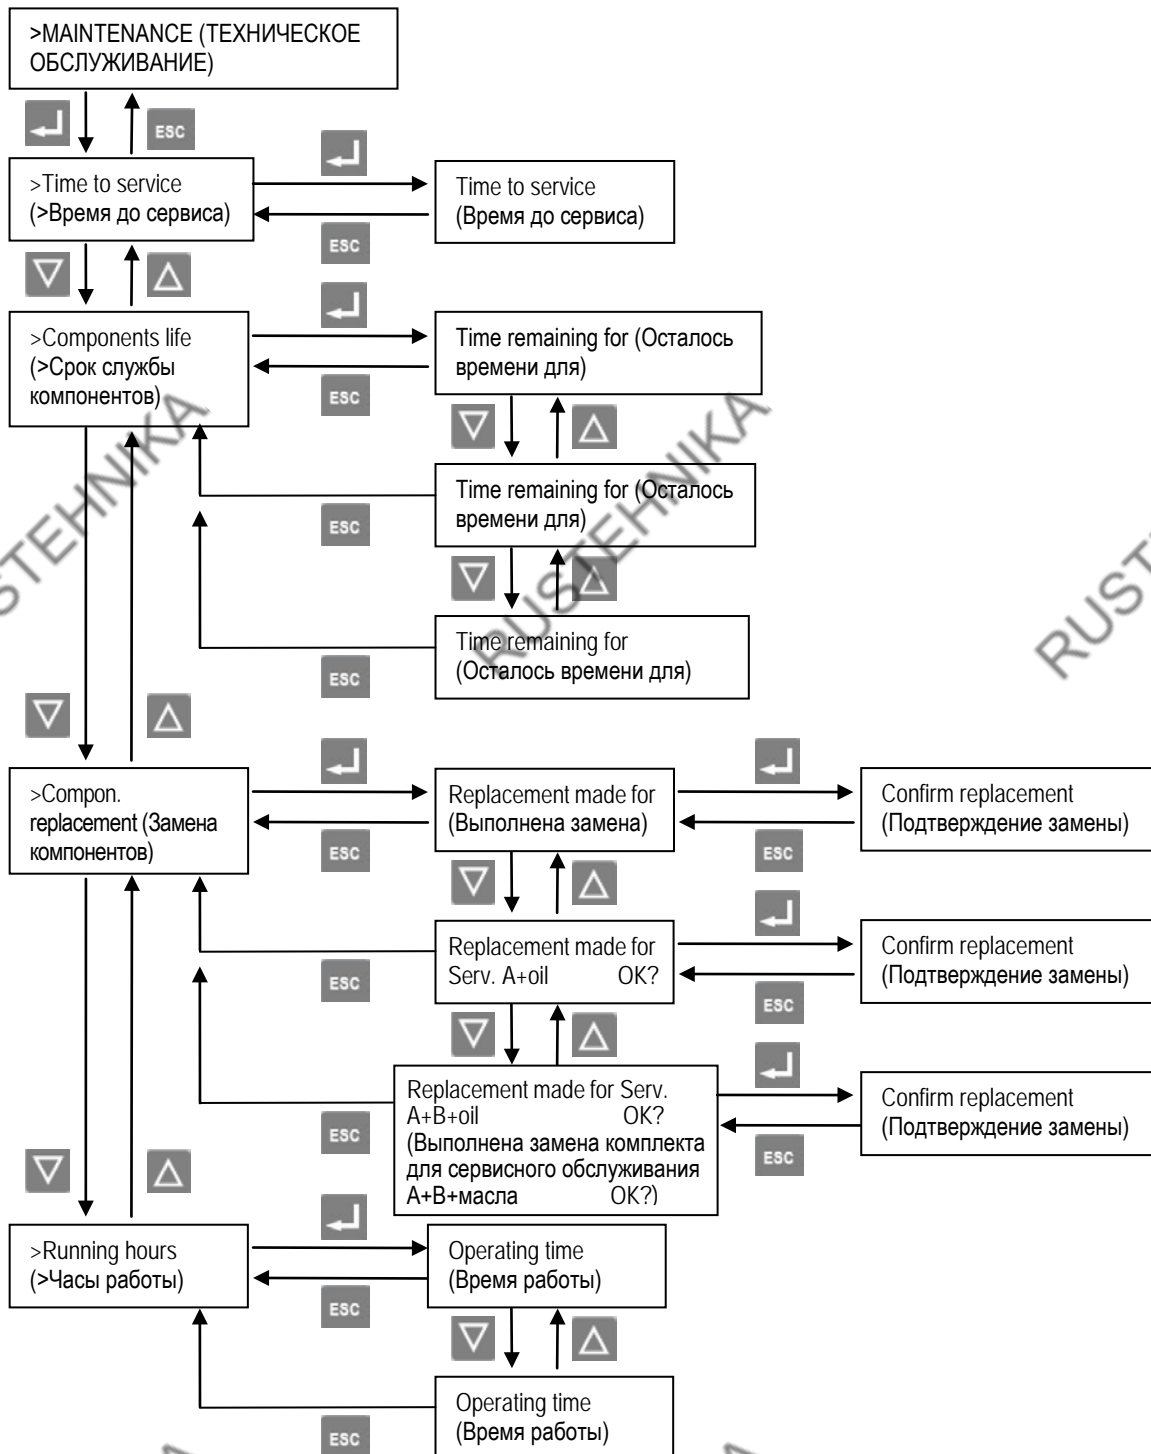 >MAINTENANCE (ТЕХНИЧЕСКОЕ
ОБСЛУЖИВАНИЕ)
ESC
>Time to service
(>Время до сервиса)
Time to service
(Время до сервиса)
ESC
>Components life
(>Срок службы
компонентов)
Time remaining for (Осталось
времени для)
ESC
Time remaining for (Осталось
времени для)
ESC
Time remaining for
(Осталось времени для)
ESC
RUSTEHNIKA
>Compon.
replacement (Замена
компонентов)
Replacement made for
(Выполнена замена)
Confirm replacement
(Подтверждение замены)
ESC
ESC
Replacement made for
Serv. A+oil OK?
Confirm replacement
(Подтверждение замены)
ESC
ESC
Replacement made for Serv.
A+B+oil OK?
(Выполнена замена комплекта
для сервисного обслуживания
А+В+масла OK?)
Confirm replacement
(Подтверждение замены)
ESC
ESC
>Running hours
(>Часы работы)
Operating time
(Время работы)
ESC
Operating time
(Время работы)
ESC